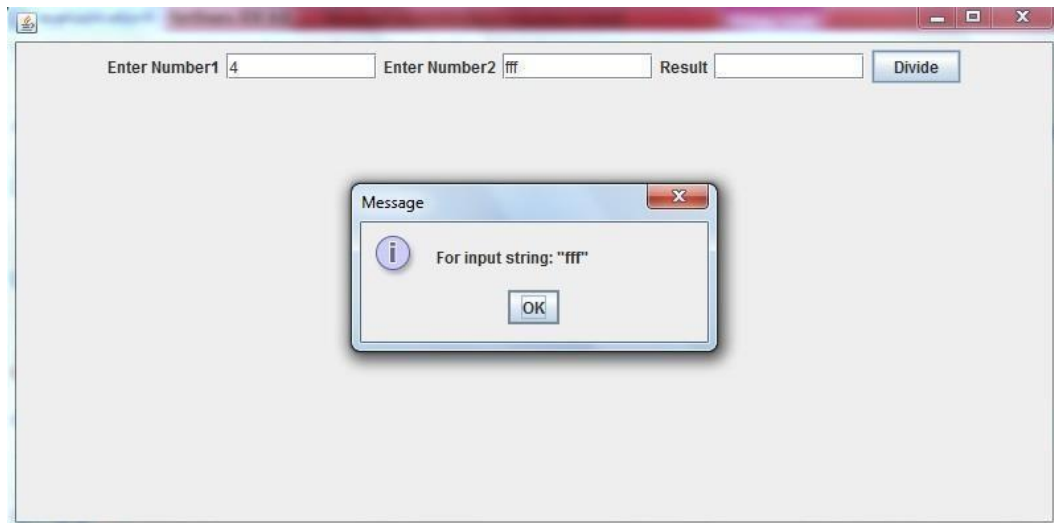 Enter Number1 4 Enter Number2 fff Result Divide
Message
For input string: "fff"
OK